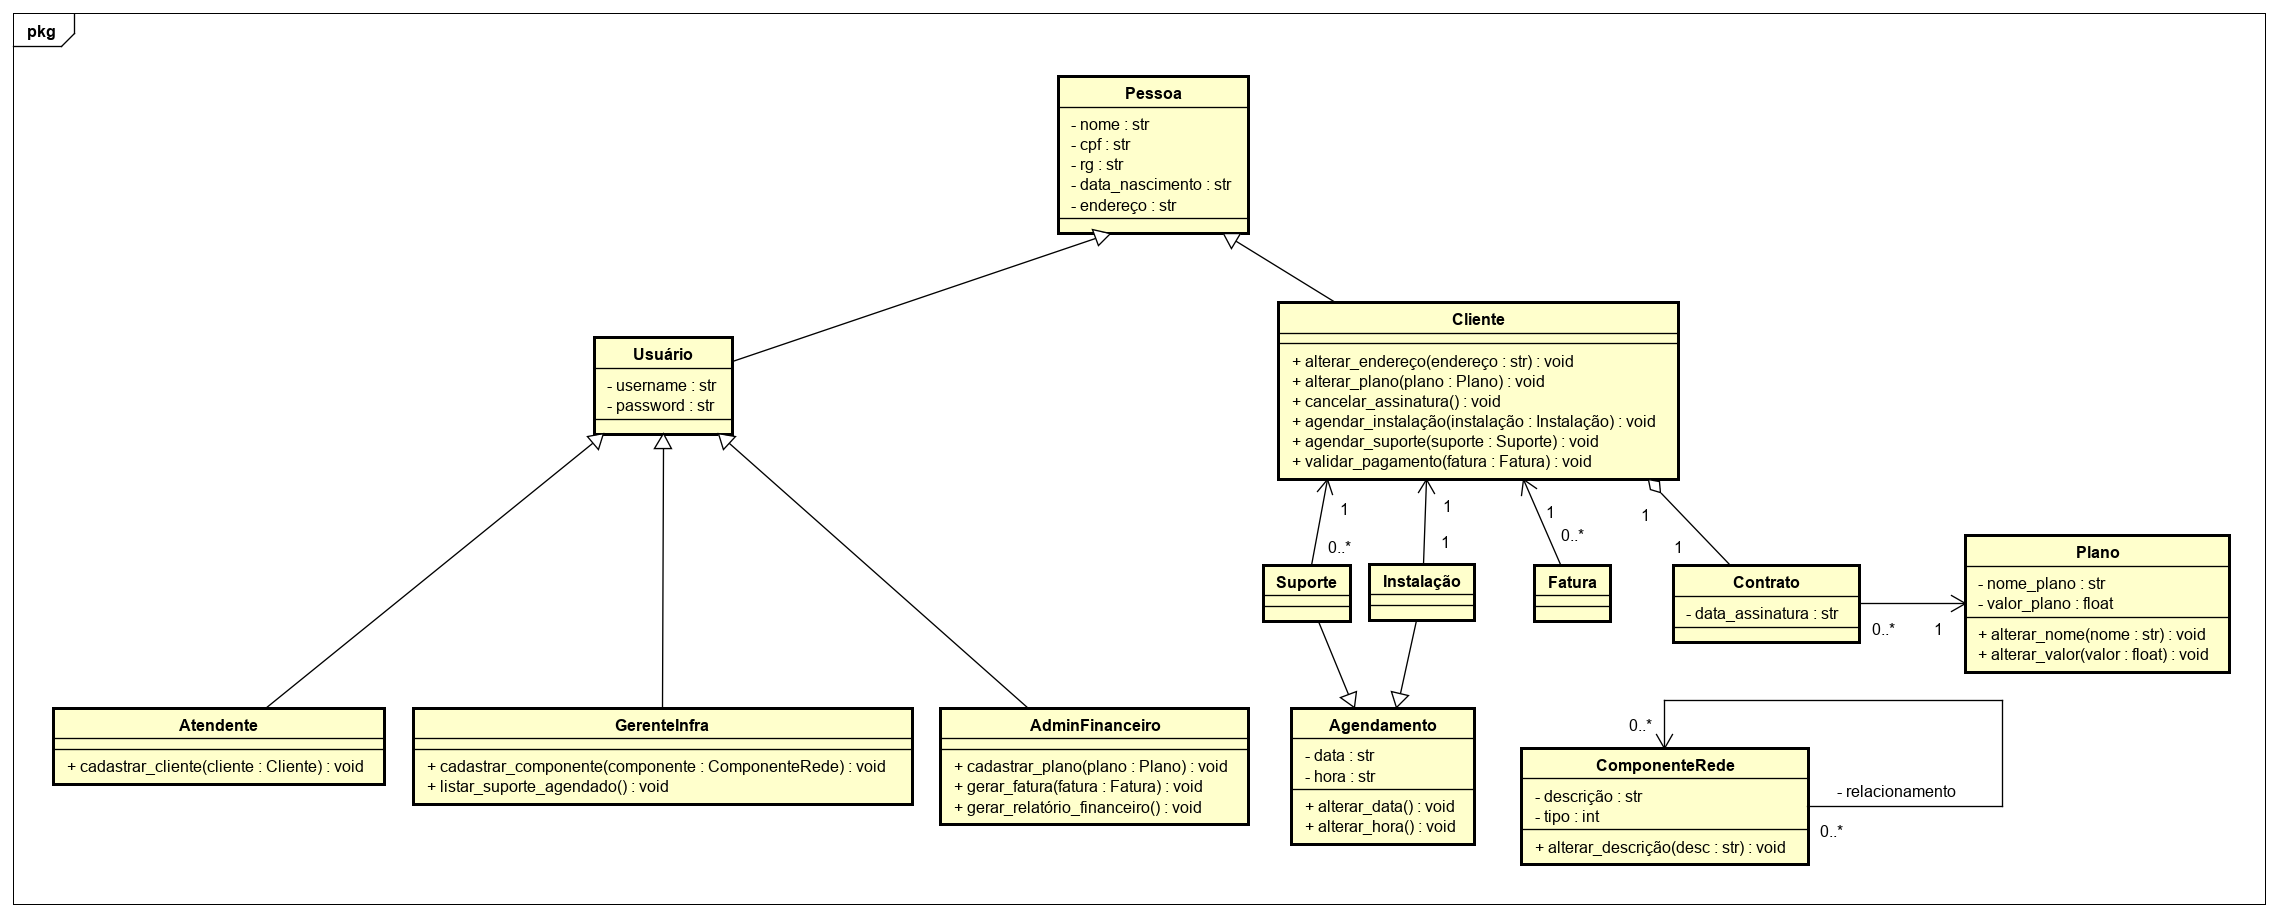 pkg
Pessoa
- nome : str
- cpf : str
- rg : str
- data_nascimento : str
- endereço : str
Usuário
- username : str
- password : str
Cliente
+ alterar_endereço(endereço : str) : void
+ alterar_plano(plano : Plano) : void
+ cancelar_assinatura() : void
+ agendar_instalação(instalação : Instalação) : void
+ agendar_suporte(suporte : Suporte) : void
+ validar_pagamento(fatura : Fatura) : void
1
0..*
1
1
1
0..*
1
1
Suporte
Instalação
Fatura
Contrato
- data_assinatura : str
0..*
1
Plano
- nome_plano : str
- valor_plano : float
+ alterar_nome(nome : str) : void
+ alterar_valor(valor : float) : void
Atendente
+ cadastrar_cliente(cliente : Cliente) : void
GerenteInfra
+ cadastrar_componente(componente : ComponenteRede) : void
+ listar_suporte_agendado() : void
AdminFinanceiro
+ cadastrar_plano(plano : Plano) : void
+ gerar_fatura(fatura : Fatura) : void
+ gerar_relatório_financeiro() : void
Agendamento
- data : str
- hora : str
+ alterar_data() : void
+ alterar_hora() : void
0..*
ComponenteRede
- descrição : str
- tipo : int
+ alterar_descrição(desc : str) : void
- relacionamento
0..*